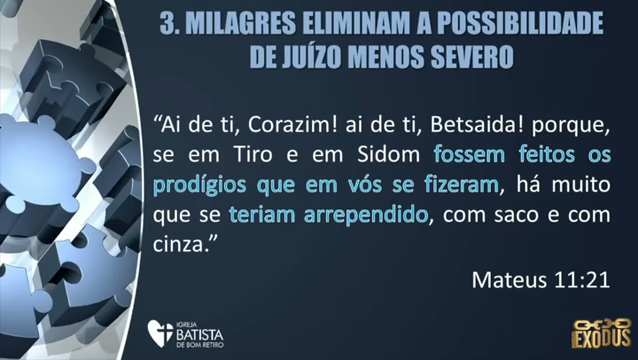 3. MILAGRES ELIMINAM A POSSIBILIDADE
DE JUÍZO MENOS SEVERO
“Ai de ti, Corazim! ai de ti, Betsaida! porque,
se em Tiro e em Sidom fossem feitos os
prodígios que em vós se fizeram, há muito
que se teriam arrependido, com saco e com
cinza.”
Mateus 11:21
IGREJA
BATISTA
DE BOM RETIRO
EXODUS